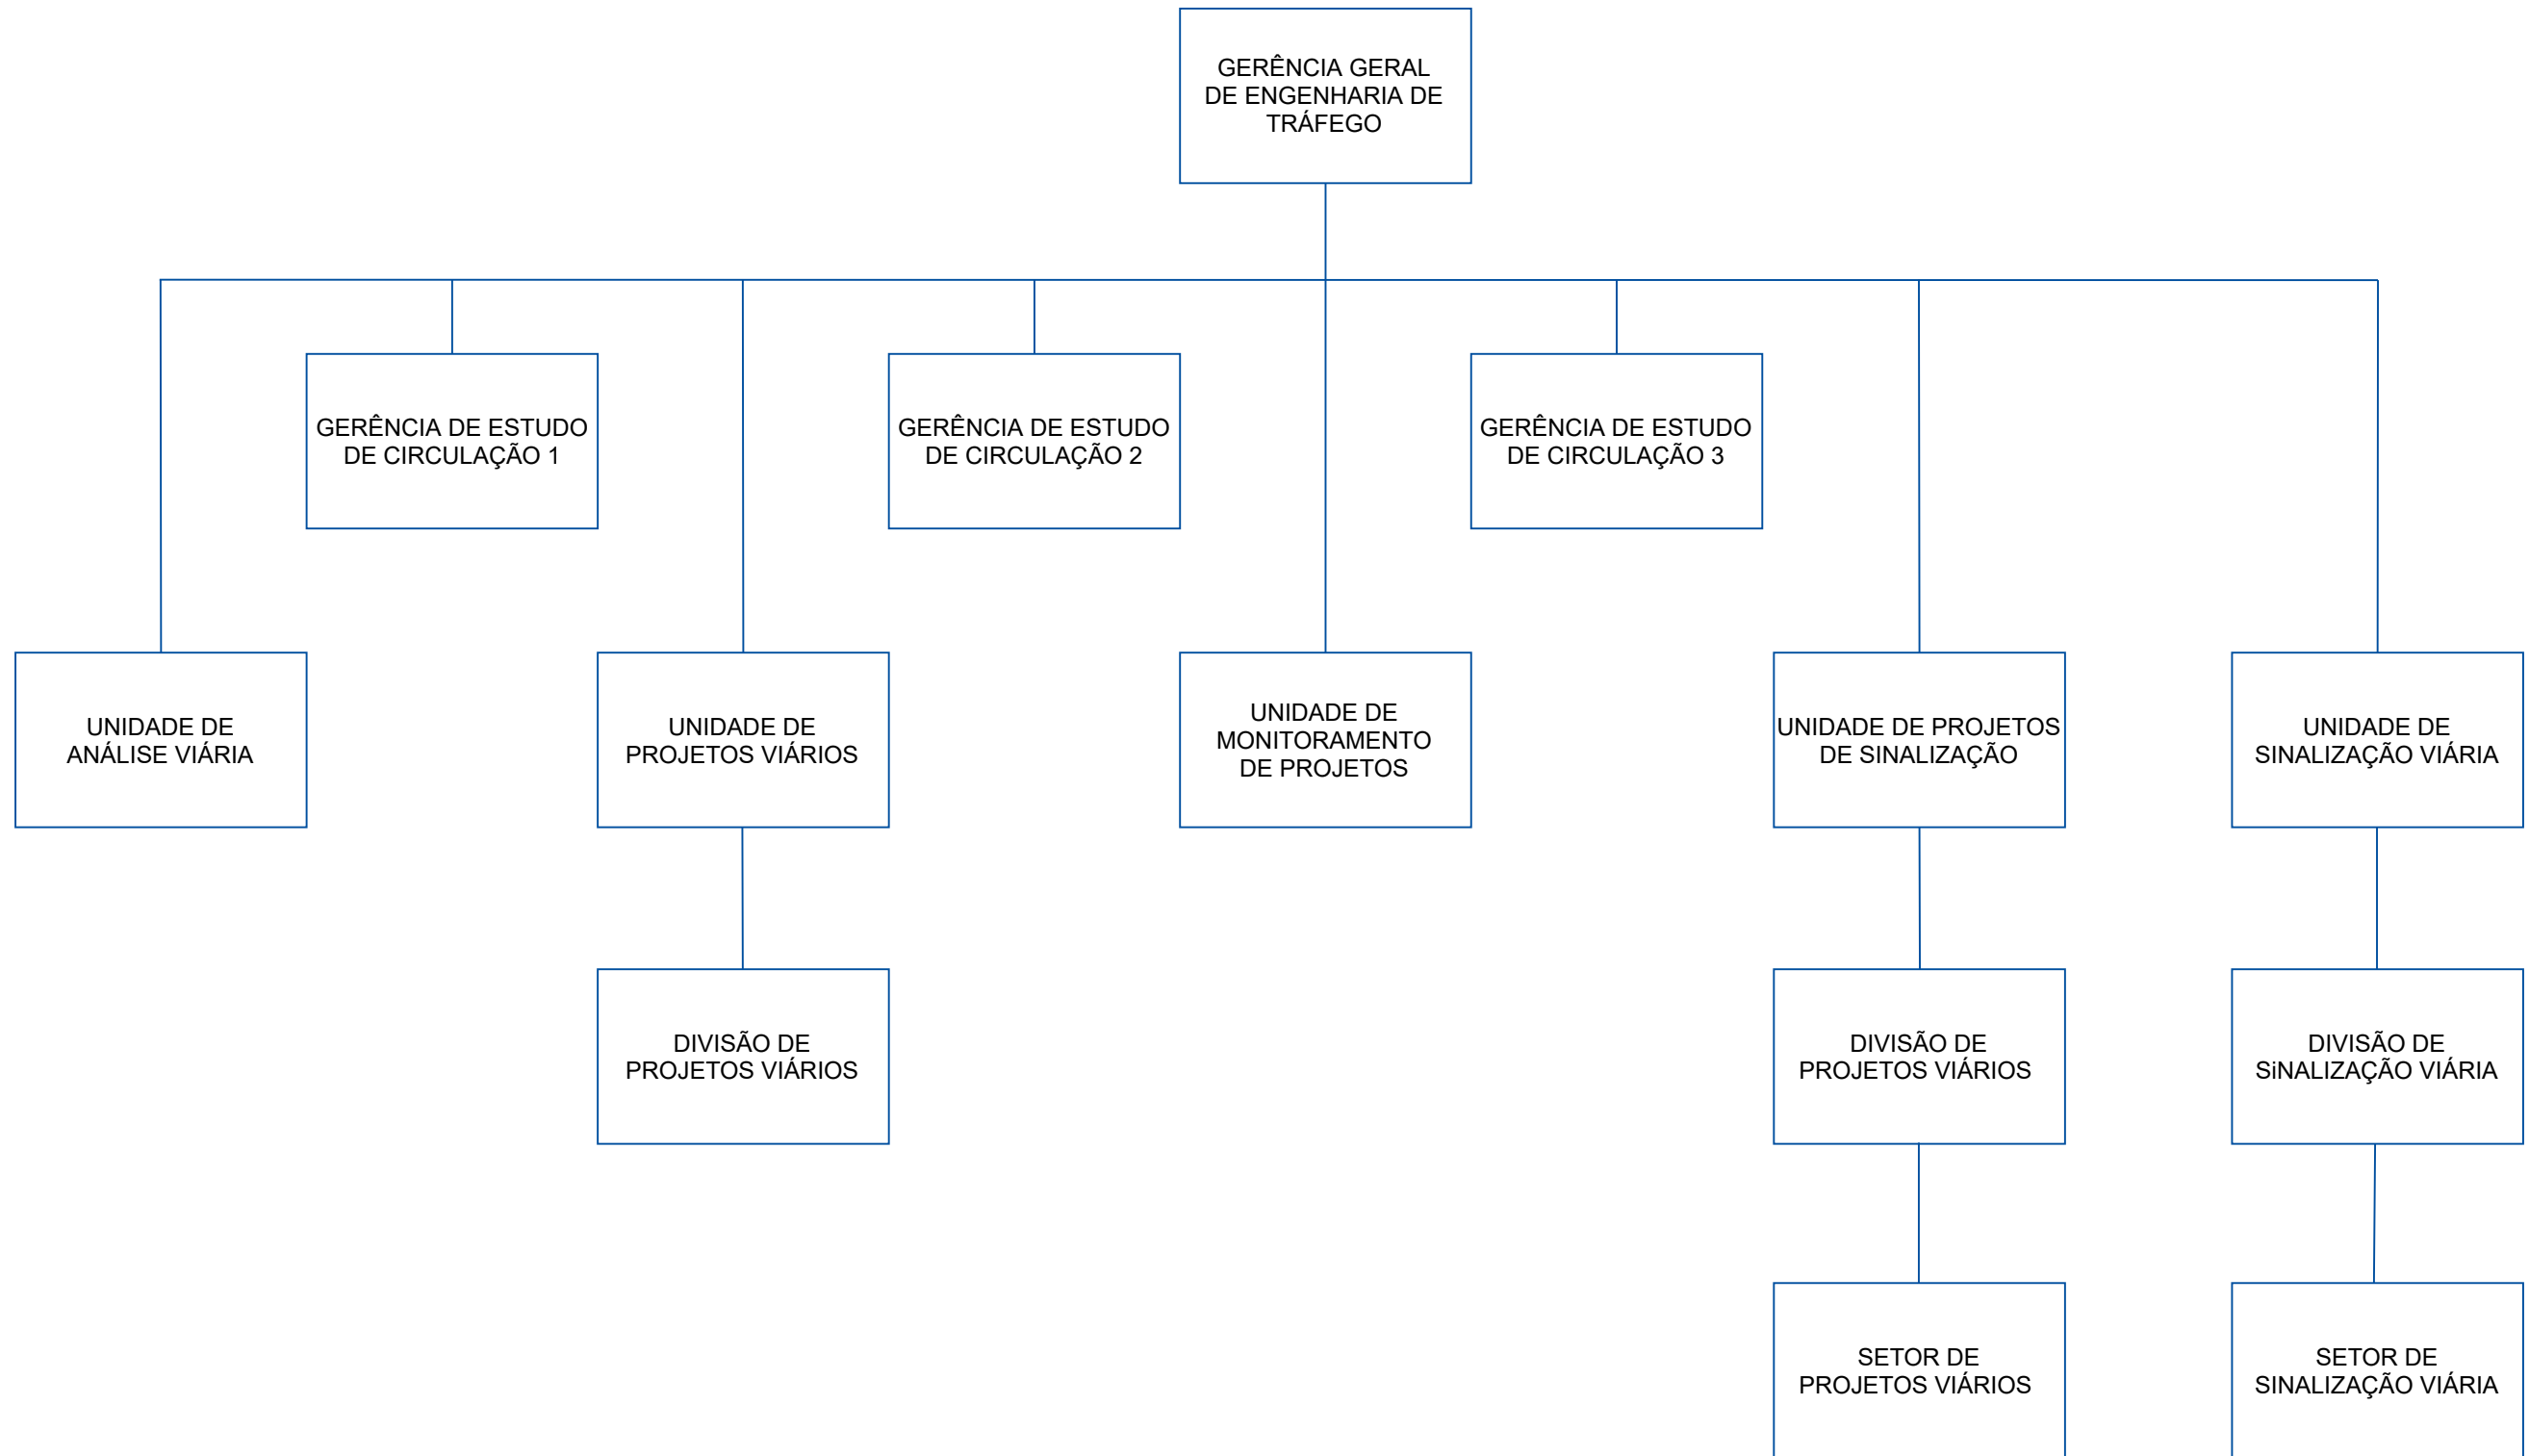 GERÊNCIA GERAL
DE ENGENHARIA DE
TRÁFEGO
GERÊNCIA DE ESTUDO
DE CIRCULAÇÃO 1
GERÊNCIA DE ESTUDO
DE CIRCULAÇÃO 2
GERÊNCIA DE ESTUDO
DE CIRCULAÇÃO 3
UNIDADE DE
ANÁLISE VIÁRIA
UNIDADE DE
PROJETOS VIÁRIOS
UNIDADE DE
MONITORAMENTO
DE PROJETOS
UNIDADE DE PROJETOS
DE SINALIZAÇÃO
UNIDADE DE
SINALIZAÇÃO VIÁRIA
DIVISÃO DE
PROJETOS VIÁRIOS
DIVISÃO DE
PROJETOS VIÁRIOS
DIVISÃO DE
SiNALIZAÇÃO VIÁRIA
SETOR DE
PROJETOS VIÁRIOS
SETOR DE
SINALIZAÇÃO VIÁRIA